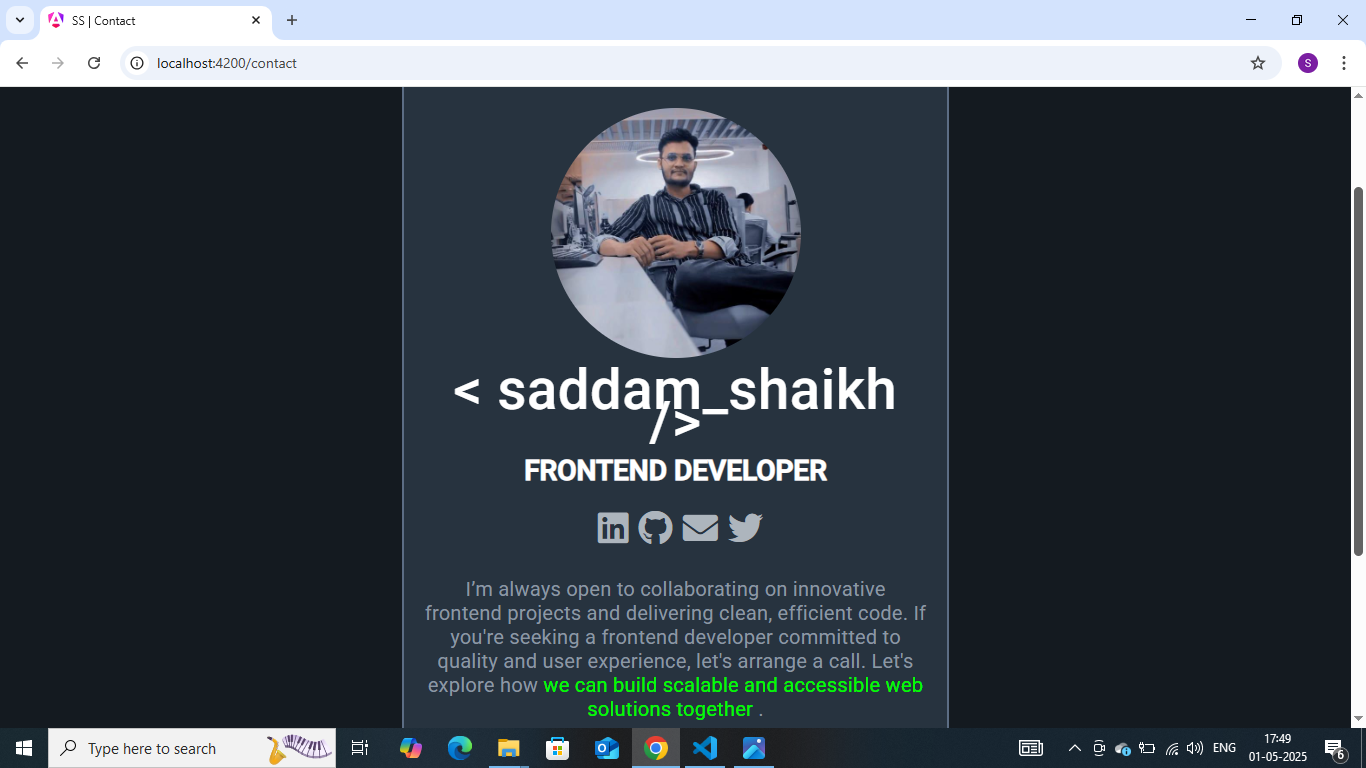 SS | Contact
localhost:4200/contact
S
< saddam_shaikh
/>
FRONTEND DEVELOPER
in
I’m always open to collaborating on innovative
frontend projects and delivering clean, efficient code. If
you're seeking a frontend developer committed to
quality and user experience, let's arrange a call. Let's
explore how we can build scalable and accessible web
solutions together .
Type here to search
ENG
17:49
01-05-2025
6